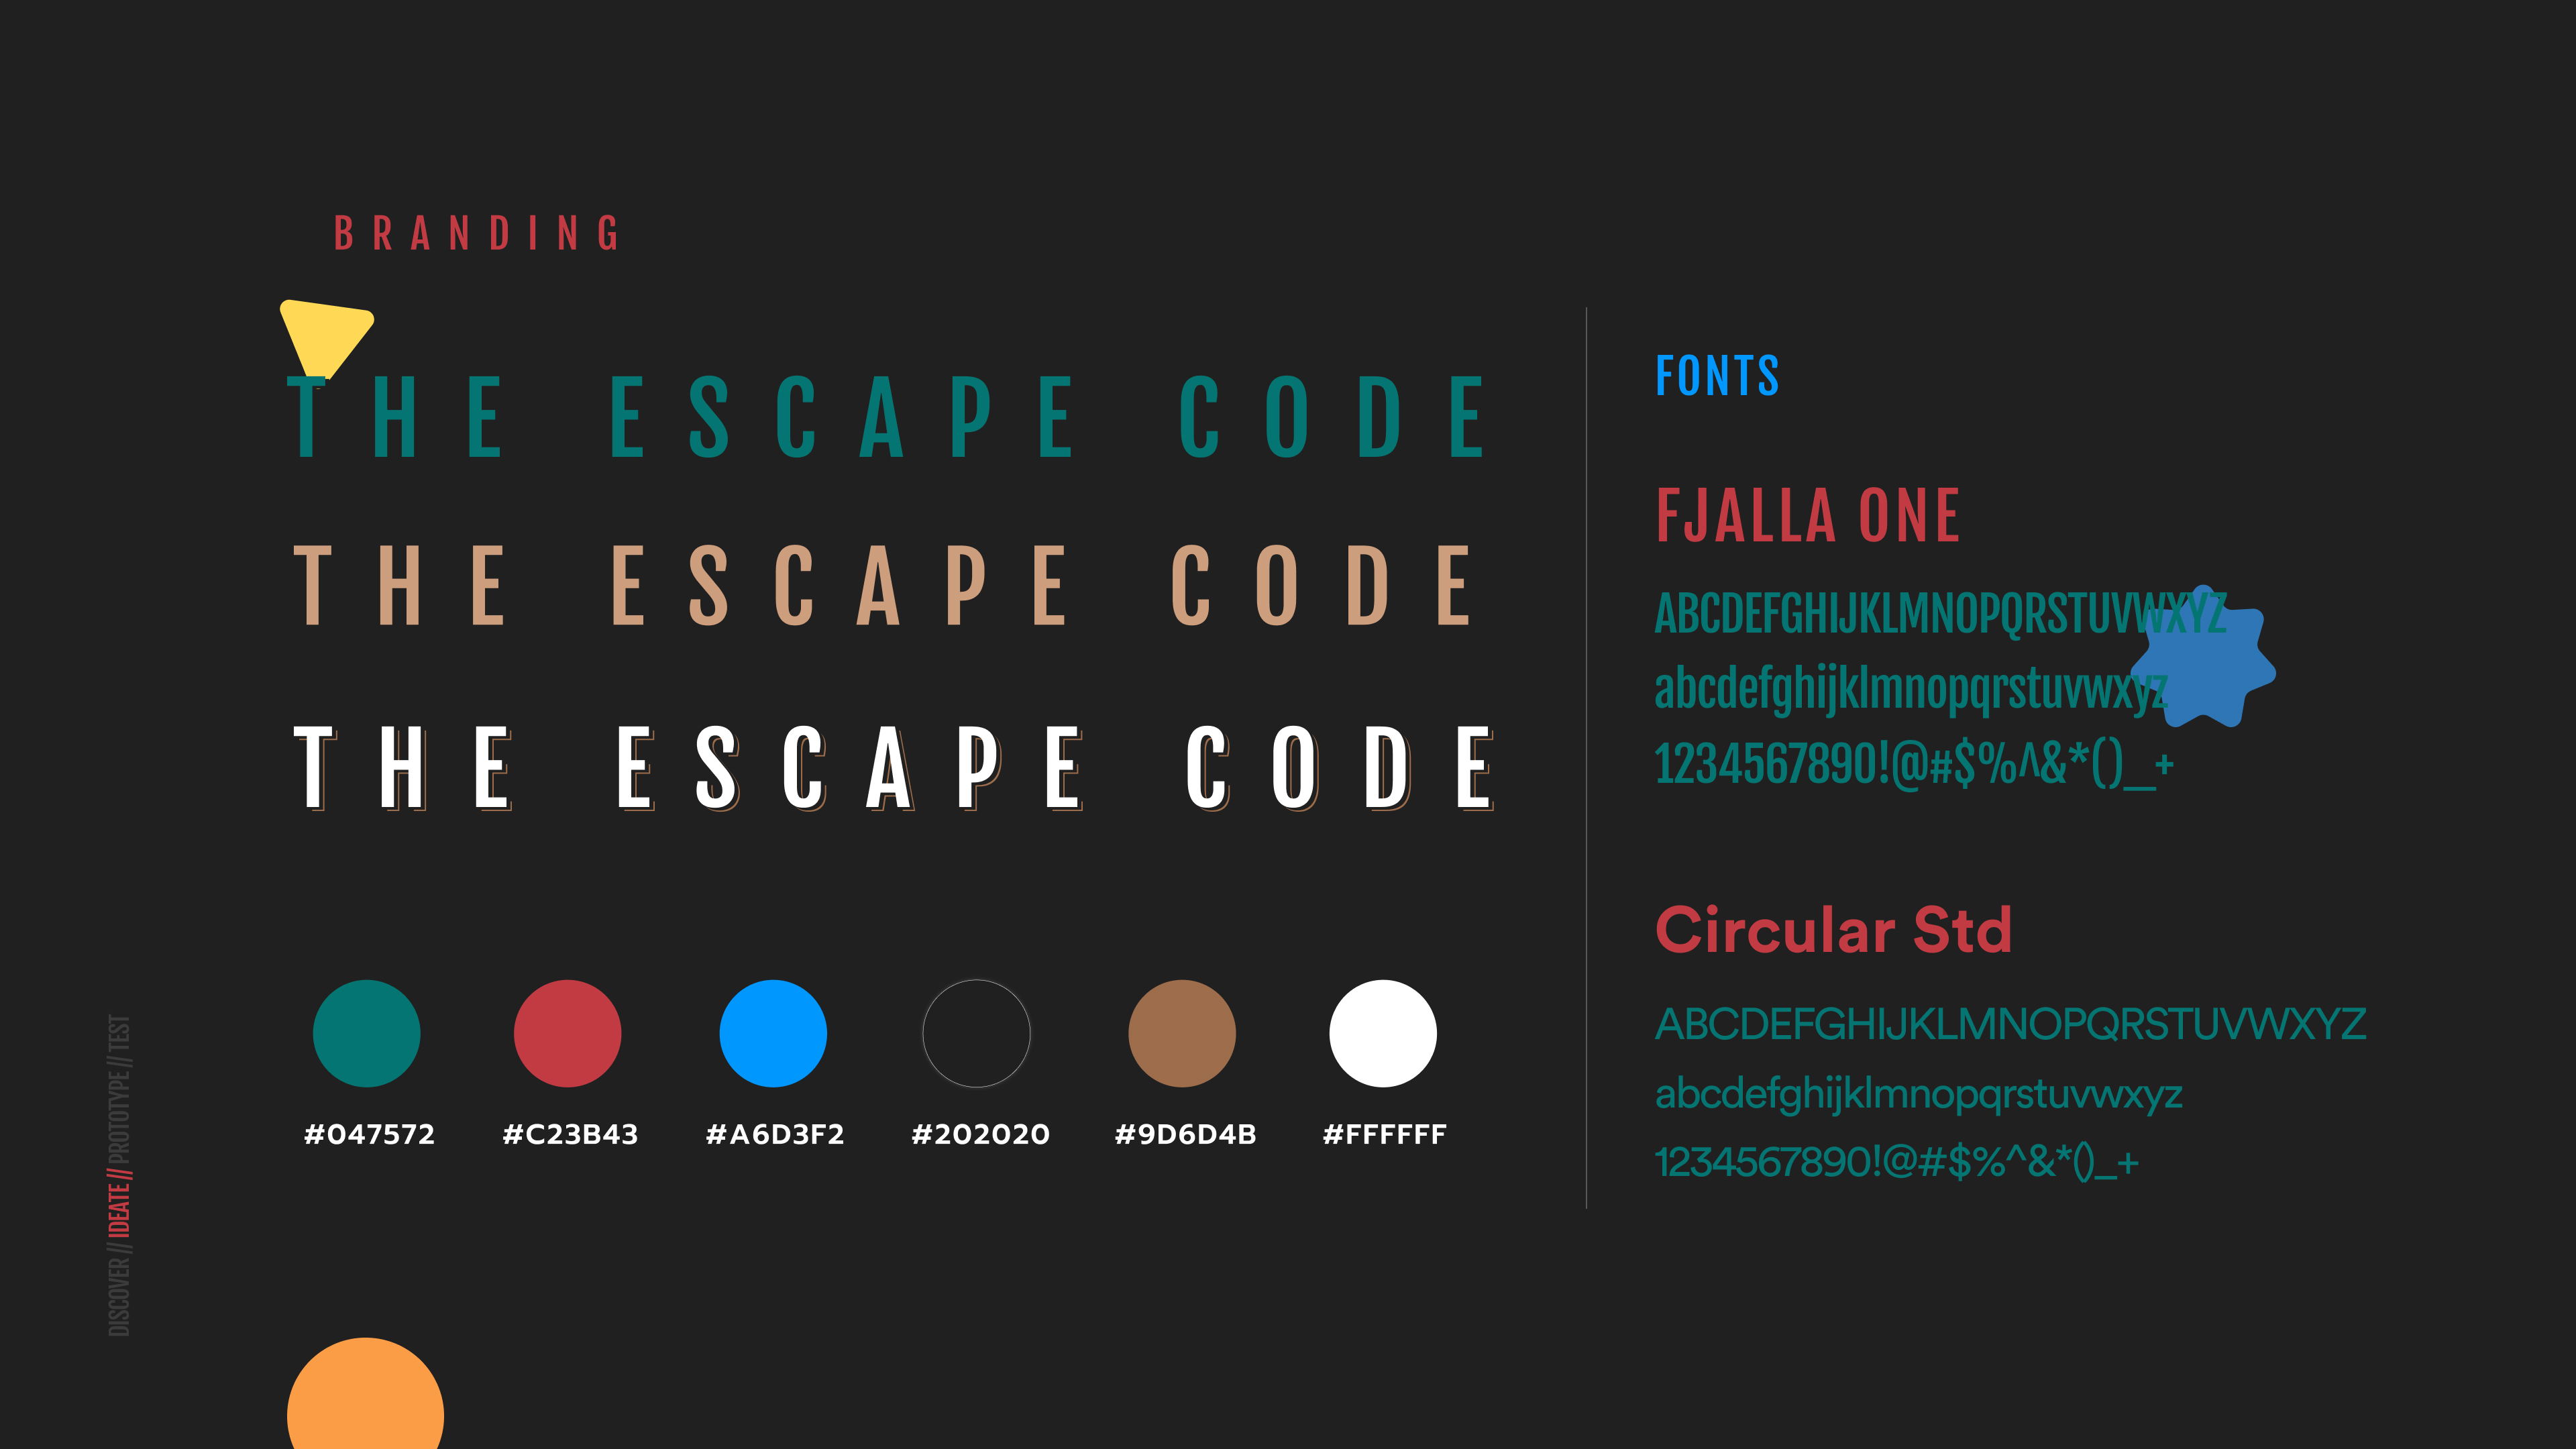 BRANDING
THE ESCAPE CODE
THE ESCAPE CODE
THE ESCAPE CODE
#047572
#C23B43
#A6D3F2
#202020
#9D6D4B
#FFFFFF
FONTS
FJALLA ONE
ABCDEFGHIJKLMNOPQRSTUVWXYZ
abcdefghijklmnopqrstuvwxyz
1234567890!@#$%^&*()_+
Circular Std
ABCDEFGHIJKLMNOPQRSTUVWXYZ
abcdefghijklmnopqrstuvwxyz
1234567890!@#$%^&*()_+
DISCOVER // IDEATE // PROTOTYPE // TEST